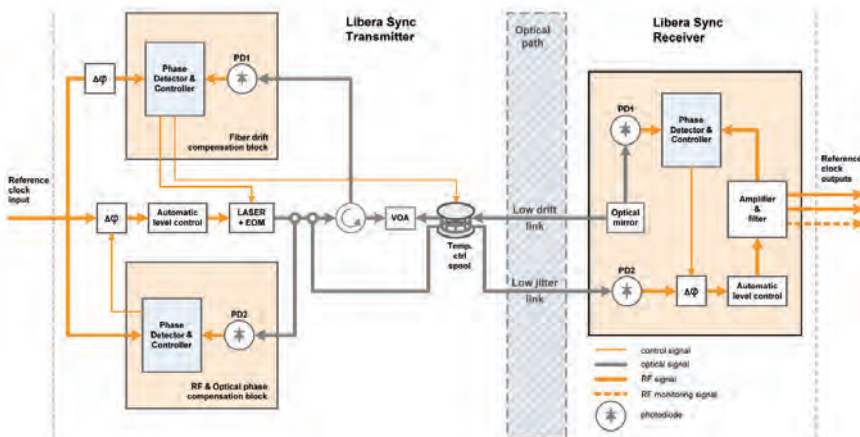 Libera Sync
Transmitter
Optical
path
Libera Sync
Receiver
Δφ
Phase
Detector &
Controller
PD1
Fiber drift
compensation block
Reference
clock
input
Δφ
Automatic
level control
LASER
+ EOM
VOA
Temp.
ctrl
spool
Phase
Detector &
Controller
PD2
RF & Optical phase
compensation block
Low drift
link
Low jitter
link
PD1
Phase
Detector &
Controller
Optical
mirror
Amplifier
&
filter
PD2
Δφ
Automatic
level control
Reference
clock
outputs
control signal
optical signal
RF signal
RF monitoring signal
photodiode